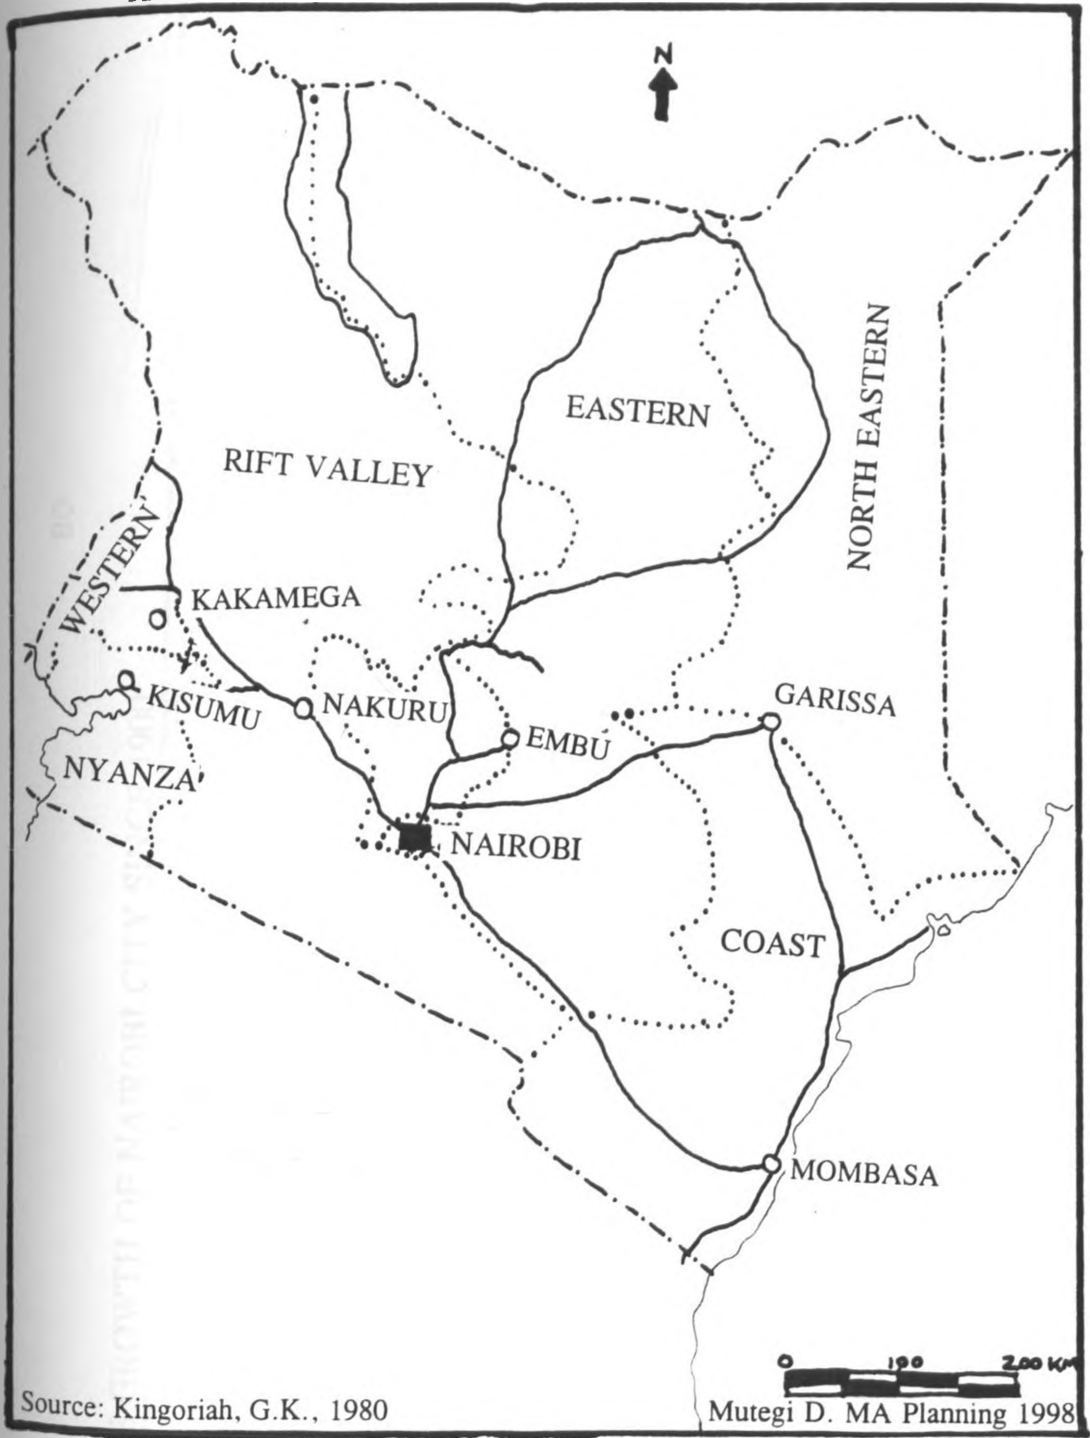 N
EASTERN
NORTH EASTERN
RIFT VALLEY
WESTERN
KAKAMEGA
KISUMU
NAKURU
EMBU
GARISSA
NYANZA
NAIROBI
COAST
MOMBASA
0 100 200 KM
Source: Kingoriah, G.K., 1980
Mutegi D. MA Planning 1998